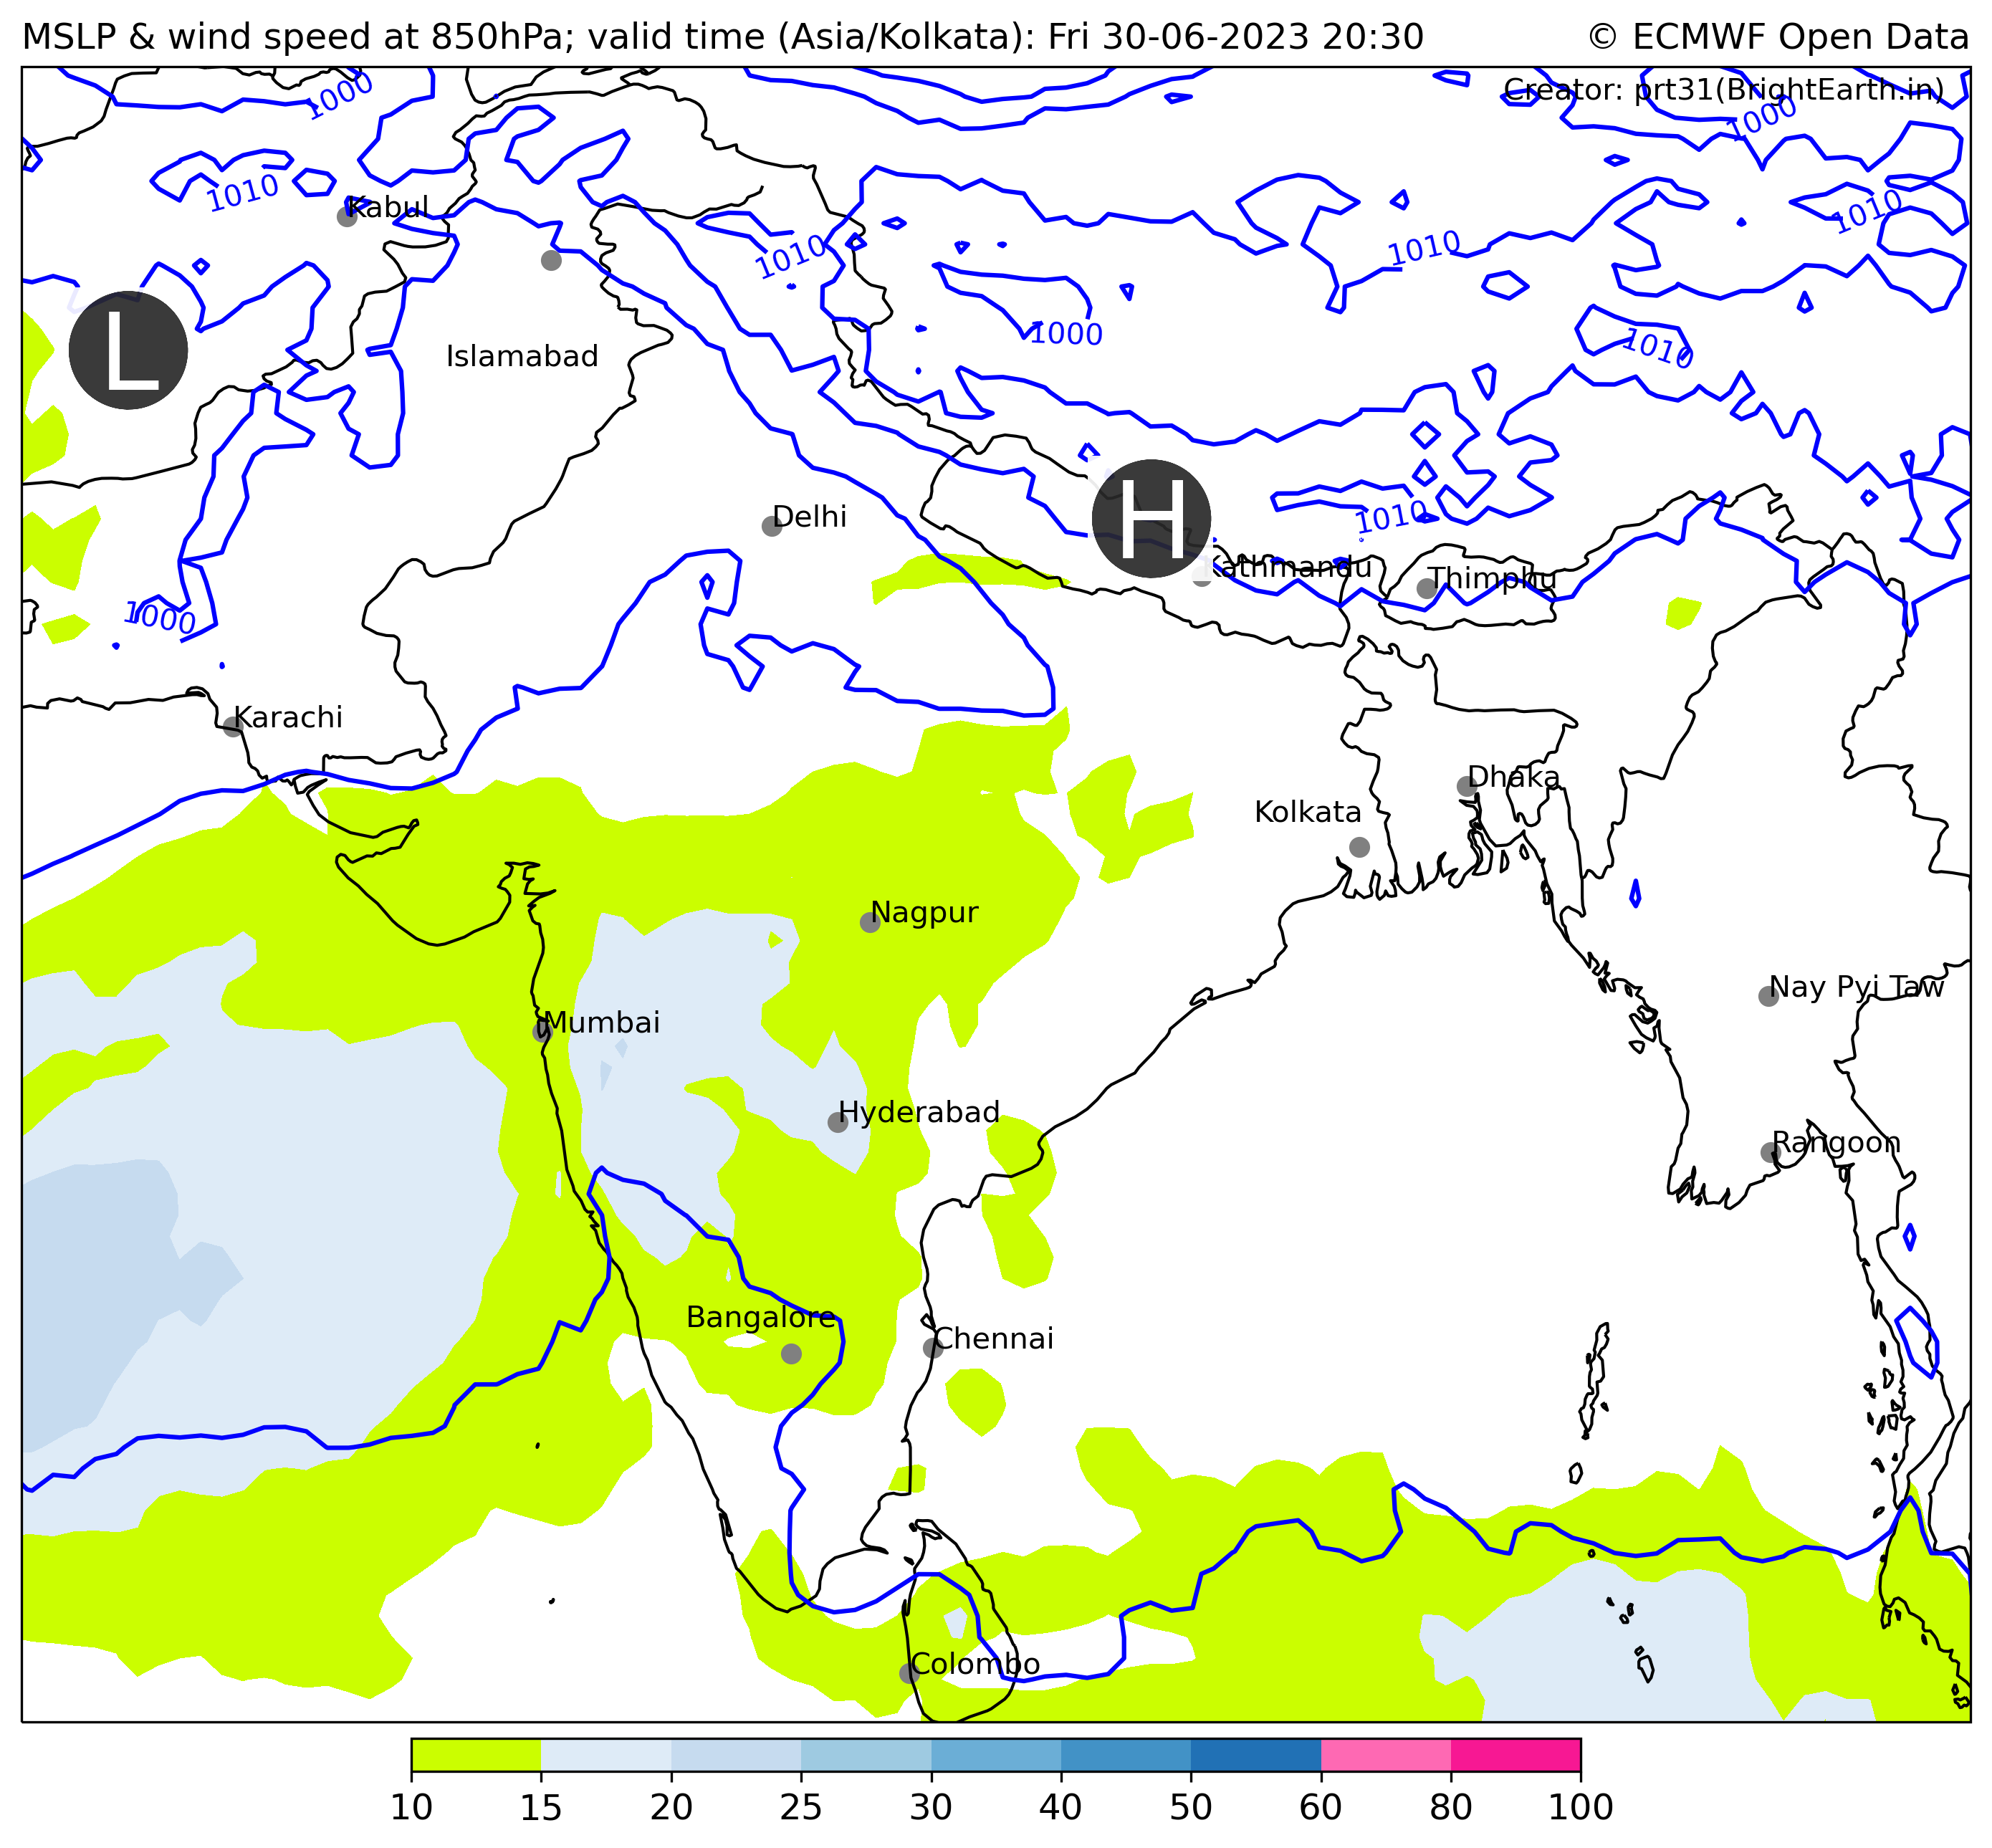 MSLP & wind speed at 850hPa; valid time (Asia/Kolkata): Fri 30-06-2023 20:30 © ECMWF Open Data
Creator: prt31(BrightEarth.in)
1000
1000
1010
Kabul
1010
1010
1010
1000
L
Islamabad
1010
Delhi
H
1010
Kathmandu
Thimphu
1000
Karachi
Dhaka
Kolkata
Nagpur
Nay Pyi Taw
Mumbai
Hyderabad
Rangoon
Bangalore
Chennai
Colombo
10 15 20 25 30 40 50 60 80 100